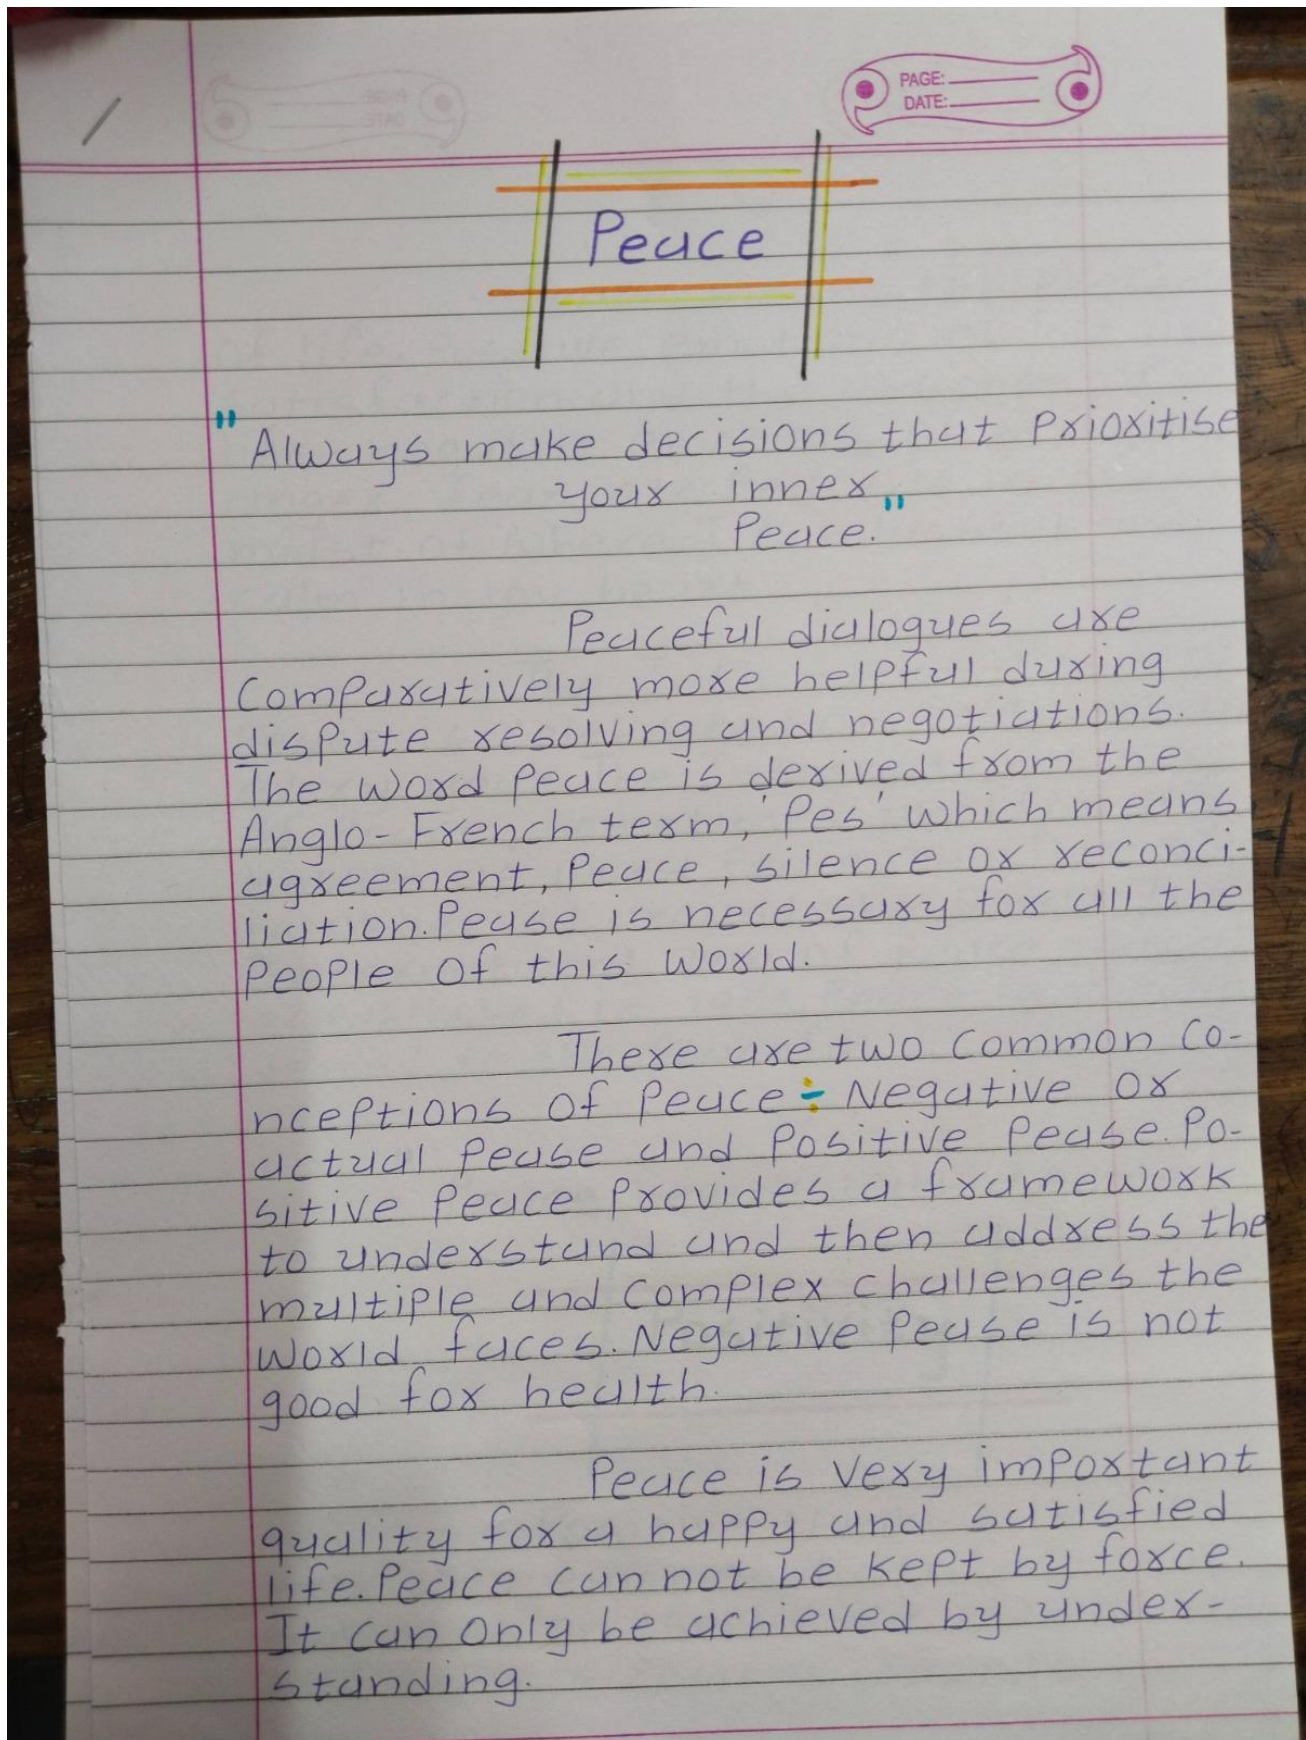 PAGE:
DATE:
Peace
"Always make decisions that Prioritise
your inner
Peace."
Peaceful dialogues are
Comparatively more helpful during
dispute resolving and negotiations.
The word peace is derived from the
Anglo-French term, 'Pes' which means
agreement, Peace, silence or reconci-
liation. Pease is necessary for all the
People of this World.
There are two common co-
nceptions of Peace ÷ Negative or
actual Pease and Positive Pease. Po-
sitive Peace Provides a framework
to understand and then address the
multiple and complex challenges the
world faces. Negative Pease is not
good for health.
Peace is very important
quality for a happy and satisfied
life. Peace can not be kept by force.
It can only be achieved by under-
standing.